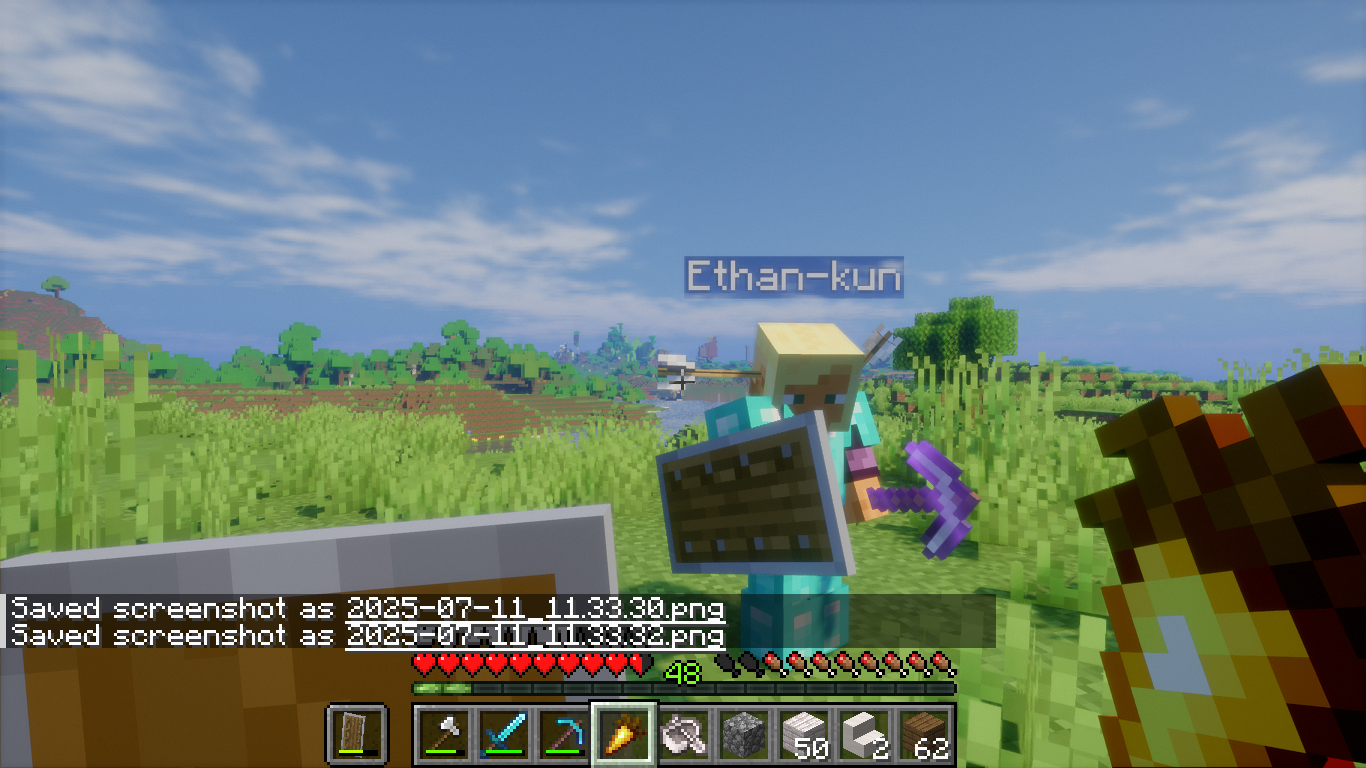 Ethan-kun
Saved screenshot as 2025-07-11_11.33.30.png
Saved screenshot as 2025-07-11_11.33.32.png
48
50 2 62